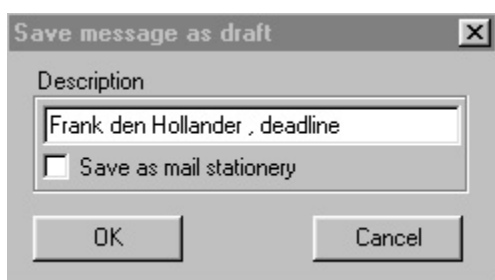 Save message as draft
Description
Frank den Hollander , deadline
Save as mail stationery
OK
Cancel